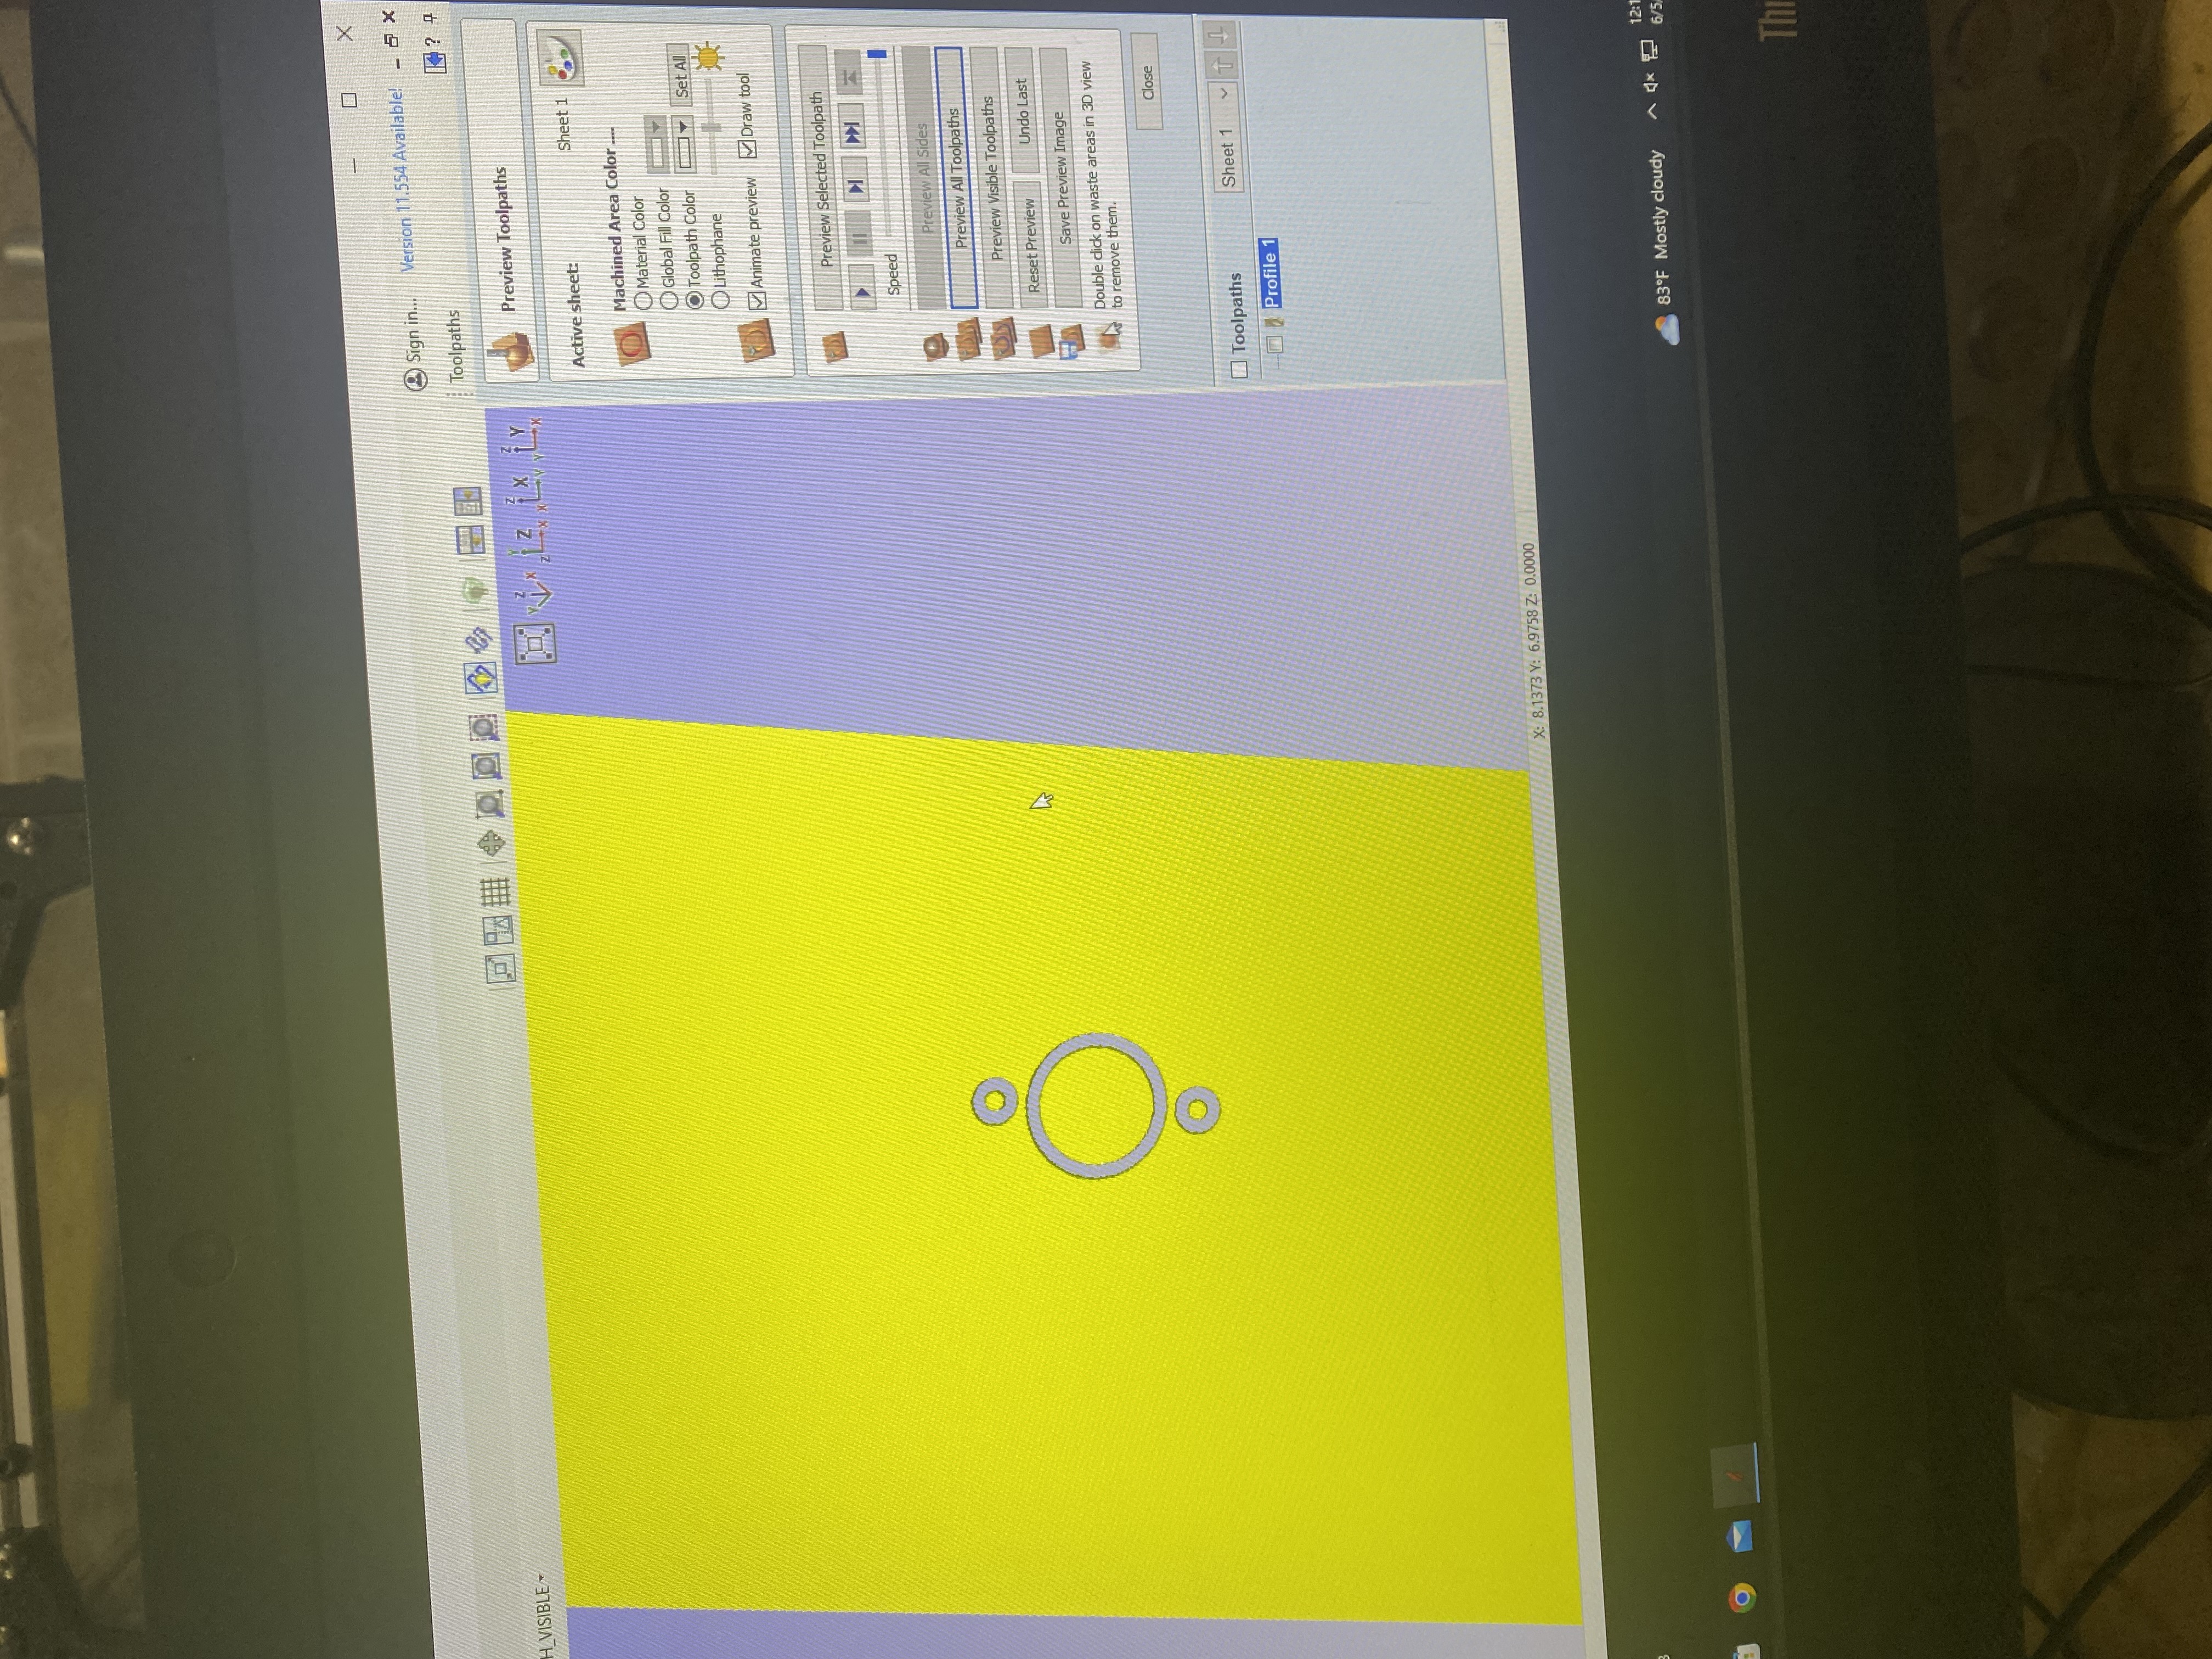 Sign in... Version 11.554 Available!
Toolpaths
?
H_VISIBLE
Z
Y X
Y
Z
Z X
Z
X
X Y
Z
Y
Y X
Preview Toolpaths
Active sheet: Sheet 1
Machined Area Color ....
Material Color
Global Fill Color
Toolpath Color Set All
Lithophane
Animate preview Draw tool
Preview Selected Toolpath
Speed
Preview All Sides
Preview All Toolpaths
Preview Visible Toolpaths
Reset Preview Undo Last
Save Preview Image
Double click on waste areas in 3D view
to remove them.
Close
Toolpaths Sheet 1
Profile 1
X: 8.1373 Y: 6.9758 Z: 0.0000
83°F Mostly cloudy
12:1
6/5
Thi